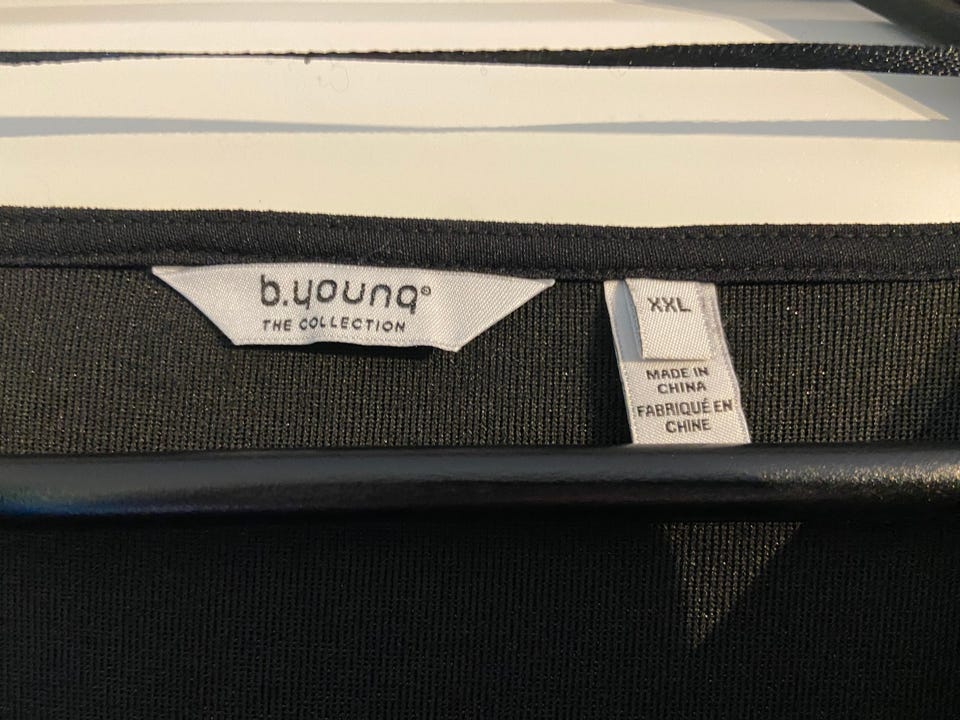 b.young®
THE COLLECTION
XXL
MADE IN
CHINA
FABRIQUÉ EN
CHINE